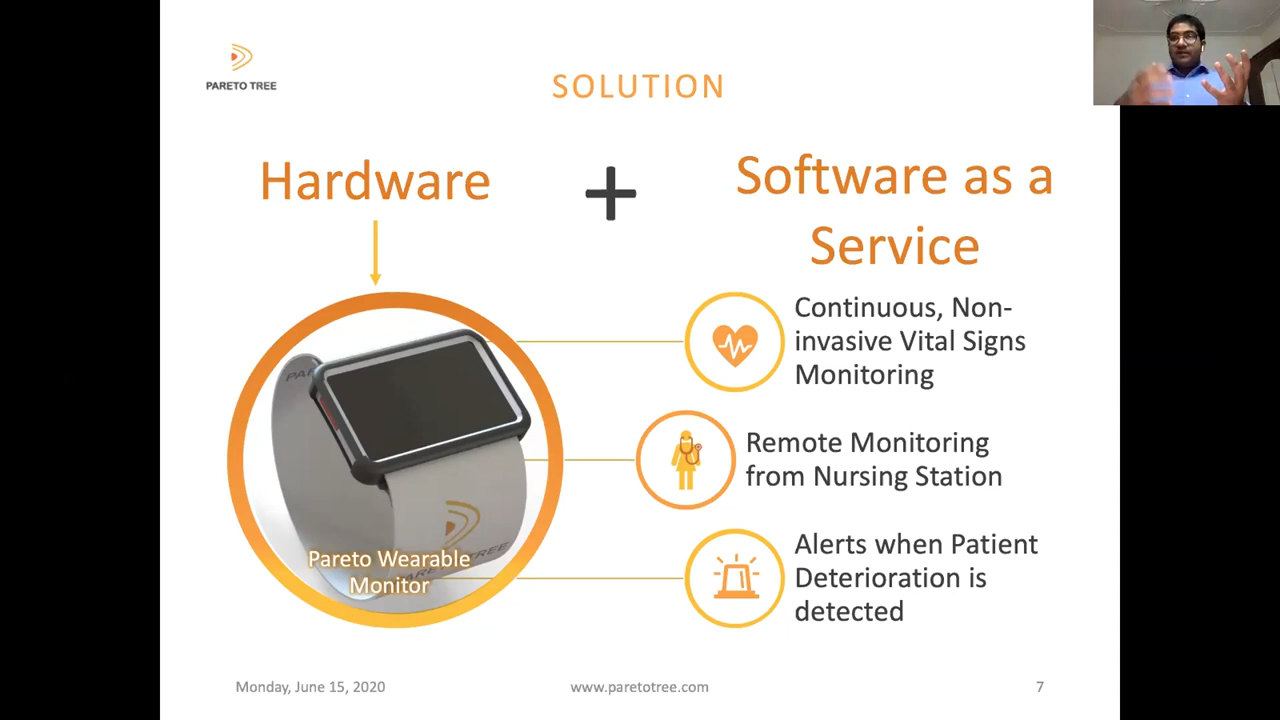 PARETO TREE
SOLUTION
Hardware
+
Software as a
Service
Continuous, Non-
invasive Vital Signs
Monitoring
Remote Monitoring
from Nursing Station
Alerts when Patient
Deterioration is
detected
Pareto Wearable
Monitor
Monday, June 15, 2020
www.paretotree.com
7